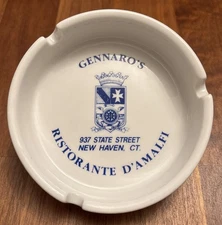 GENNARO'S
937 STATE STREET
NEW HAVEN, CT.
RISTORANTE D'AMALFI